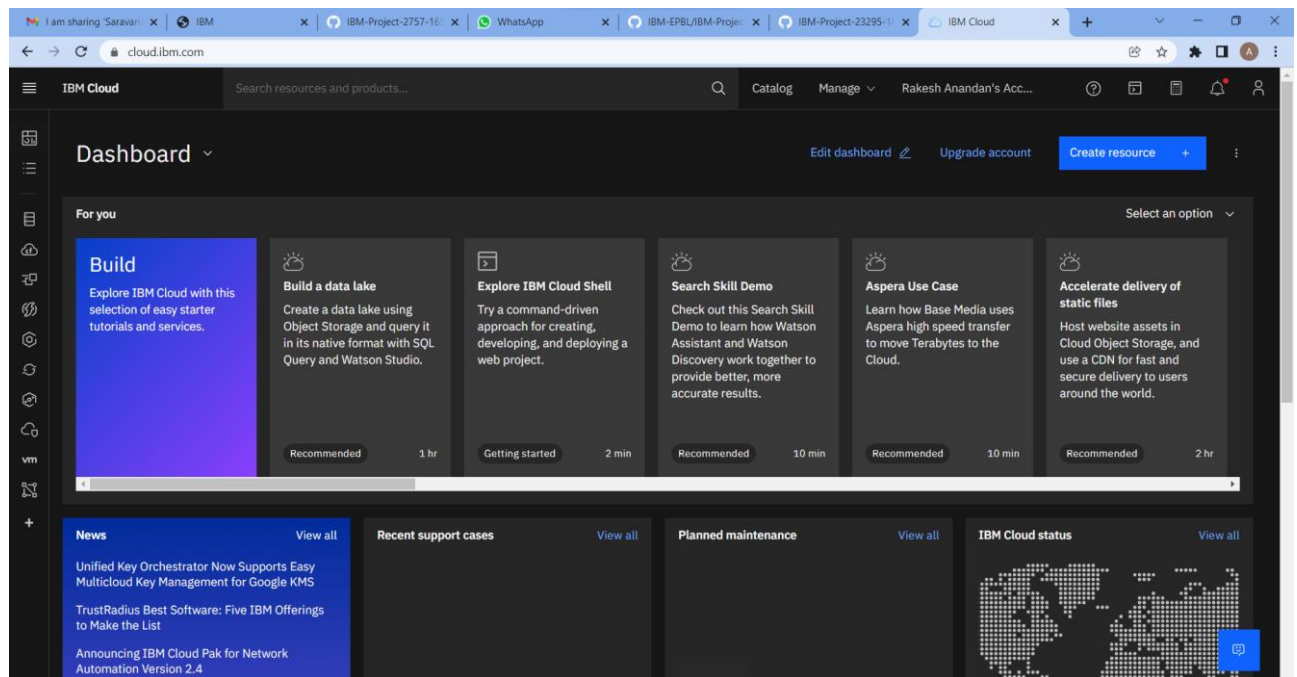 I am sharing 'Saravan
IBM
IBM-Project-2757-165
WhatsApp
IBM-EPBL/IBM-Projec
IBM-Project-23295-1
IBM Cloud
cloud.ibm.com
A
IBM Cloud
Search resources and products...
Catalog
Manage
Rakesh Anandan's Acc...
Dashboard
Edit dashboard
Upgrade account
Create resource +
For you
Select an option
Build
Explore IBM Cloud with this
selection of easy starter
tutorials and services.
Build a data lake
Create a data lake using
Object Storage and query it
in its native format with SQL
Query and Watson Studio.
Recommended 1 hr
Explore IBM Cloud Shell
Try a command-driven
approach for creating,
developing, and deploying a
web project.
Getting started 2 min
Search Skill Demo
Check out this Search Skill
Demo to learn how Watson
Assistant and Watson
Discovery work together to
provide better, more
accurate results.
Recommended 10 min
Aspera Use Case
Learn how Base Media uses
Aspera high speed transfer
to move Terabytes to the
Cloud.
Recommended 10 min
Accelerate delivery of
static files
Host website assets in
Cloud Object Storage, and
use a CDN for fast and
secure delivery to users
around the world.
Recommended 2 hr
vm
News View all
Unified Key Orchestrator Now Supports Easy
Multicloud Key Management for Google KMS
TrustRadius Best Software: Five IBM Offerings
to Make the List
Announcing IBM Cloud Pak for Network
Automation Version 2.4
Recent support cases View all
Planned maintenance View all
IBM Cloud status View all